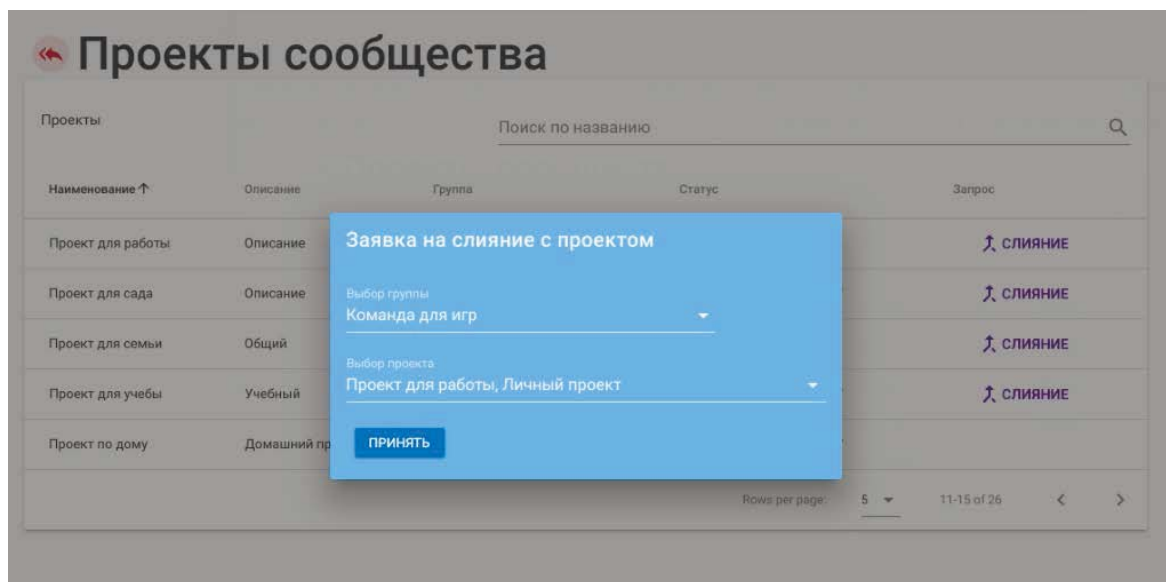 Проекты сообщества
Проекты
Поиск по названию
Наименование Описание Группа Статус Запрос
Проект для работы Описание СЛИЯНИЕ
Проект для сада Описание СЛИЯНИЕ
Проект для семьи Общий СЛИЯНИЕ
Проект для учебы Учебный СЛИЯНИЕ
Проект по дому Домашний
Заявка на слияние с проектом
Выбор группы
Команда для игр
Выбор проекта
Проект для работы, Личный проект
ПРИНЯТЬ
Rows per page: 5 11-15 of 26